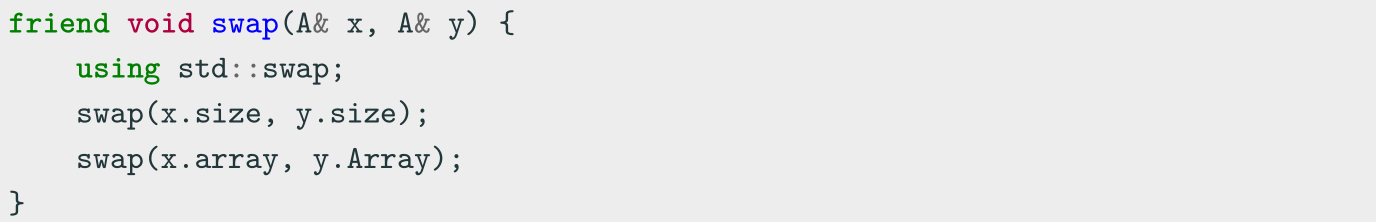 friend void swap(A& x, A& y) {
    using std::swap;
    swap(x.size, y.size);
    swap(x.array, y.Array);
}